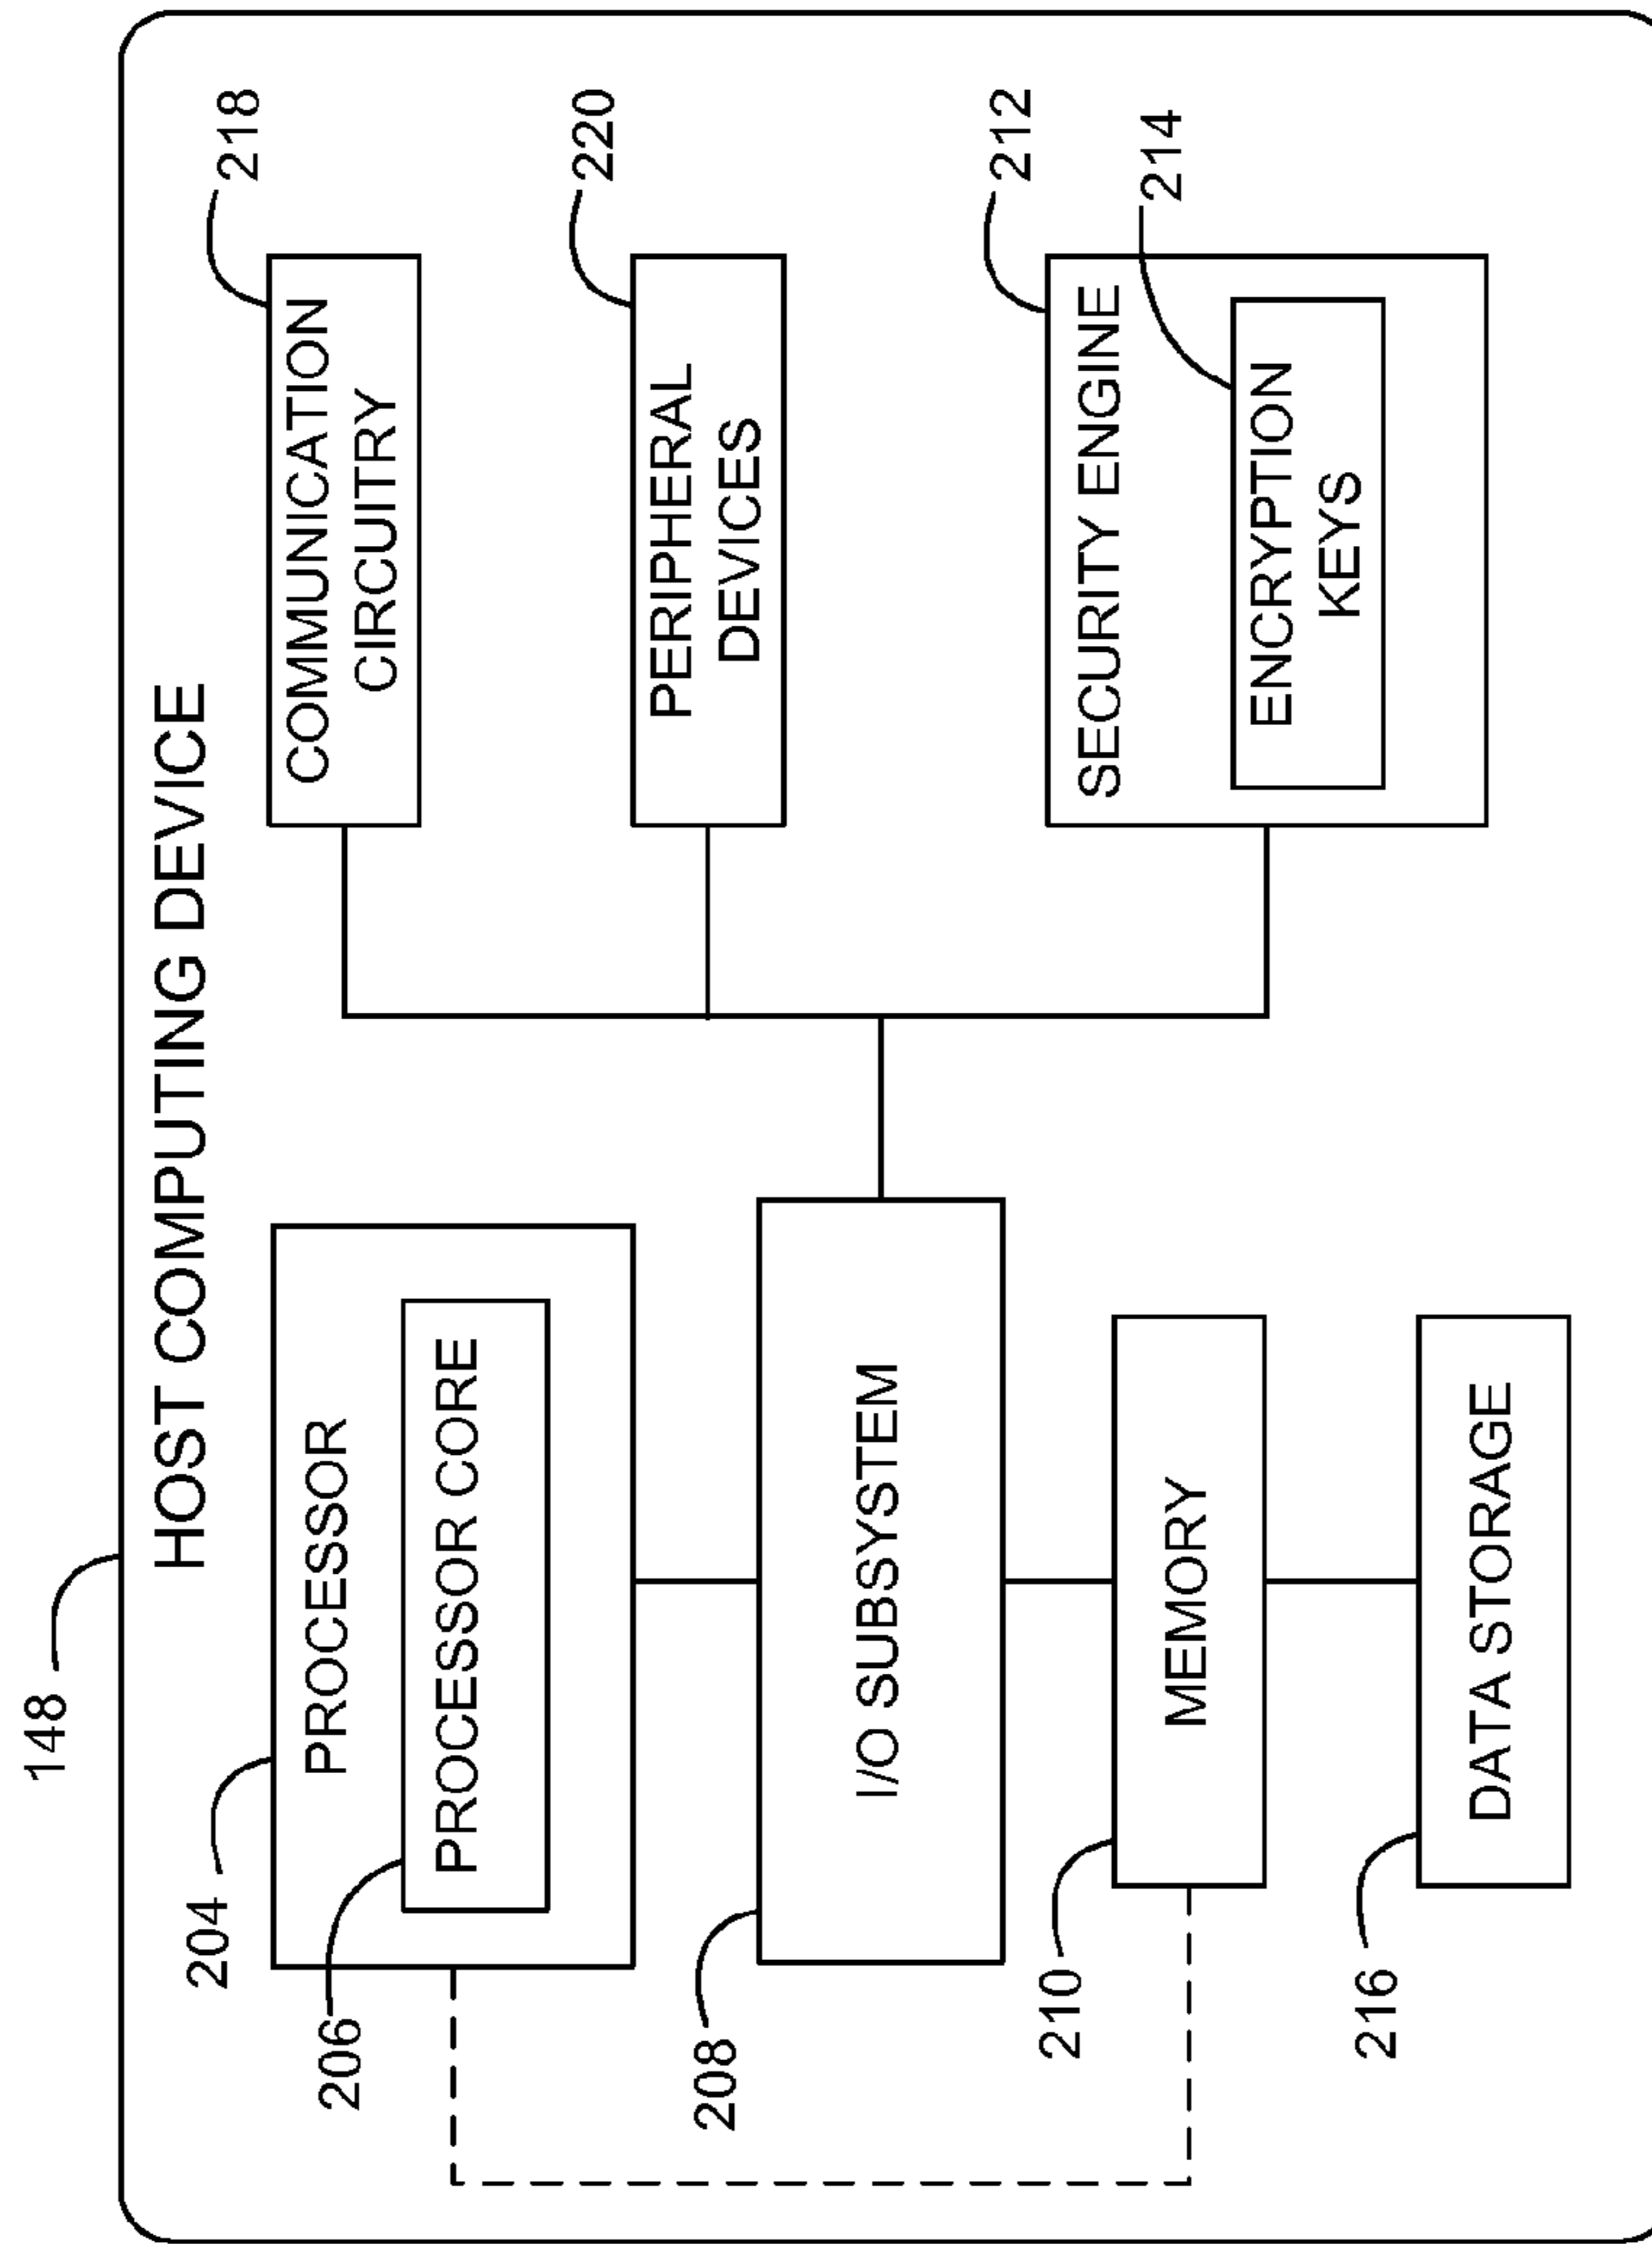 148
HOST COMPUTING DEVICE
204
PROCESSOR
206
PROCESSOR CORE
208
I/O SUBSYSTEM
210
MEMORY
216
DATA STORAGE
218
COMMUNICATION
CIRCUITRY
220
PERIPHERAL
DEVICES
212
SECURITY ENGINE
214
ENCRYPTION
KEYS